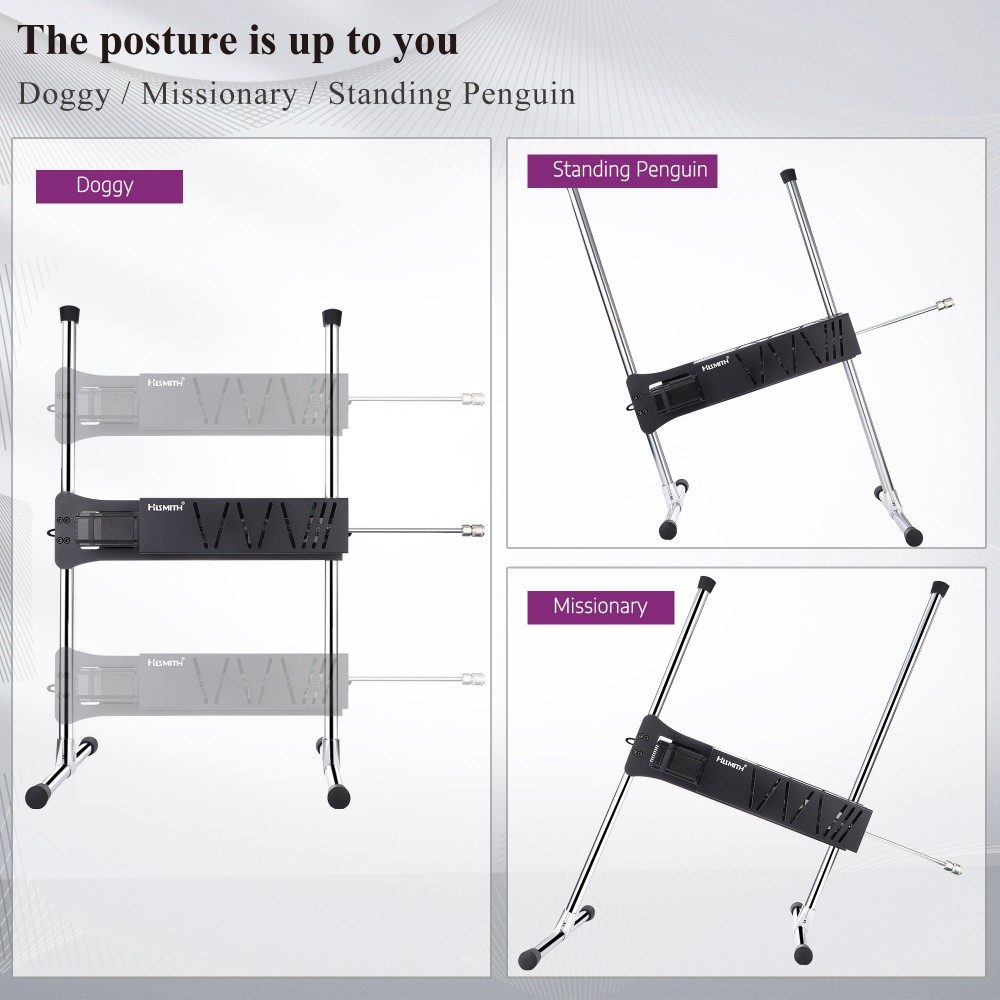 The posture is up to you
Doggy / Missionary / Standing Penguin
Doggy
HISMITH®
HISMITH®
HISMITH®
Standing Penguin
HISMITH®
Missionary
HISMITH®